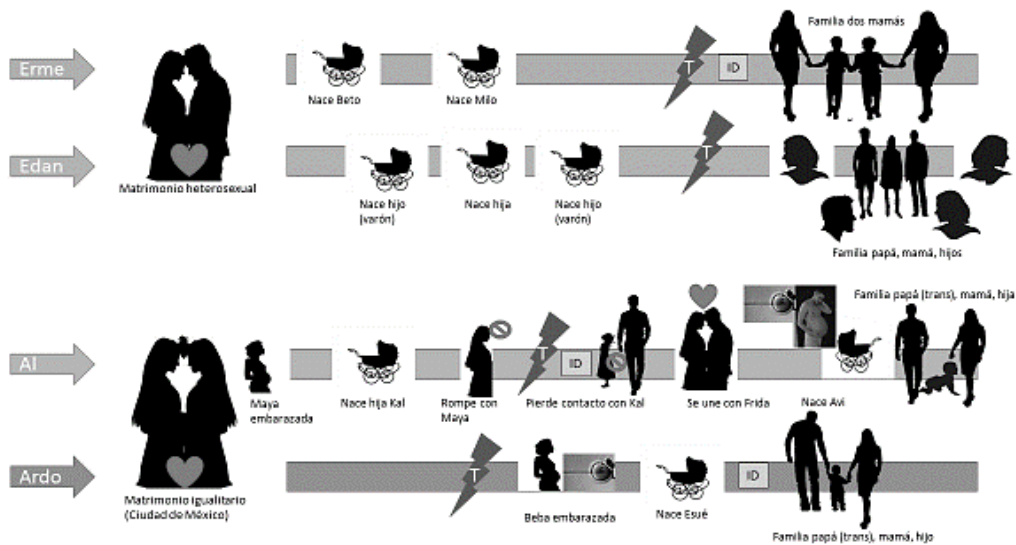 Erme
T
ID
Familia dos mamás
Nace Beto
Nace Milo
Edan
T
Matrimonio heterosexual
Nace hijo
(varón)
Nace hija
Nace hijo
(varón)
Familia papá, mamá, hijos
Al
Maya
embarazada
Nace hija Kal
Rompe con
Maya
T
ID
Pierde contacto con Kal
Se une con Frida
Nace Avi
Familia papá (trans), mamá, hija
Ardo
Matrimonio igualitario
(Ciudad de México)
T
Beba embarazada
Nace Esué
ID
Familia papá (trans), mamá, hijo